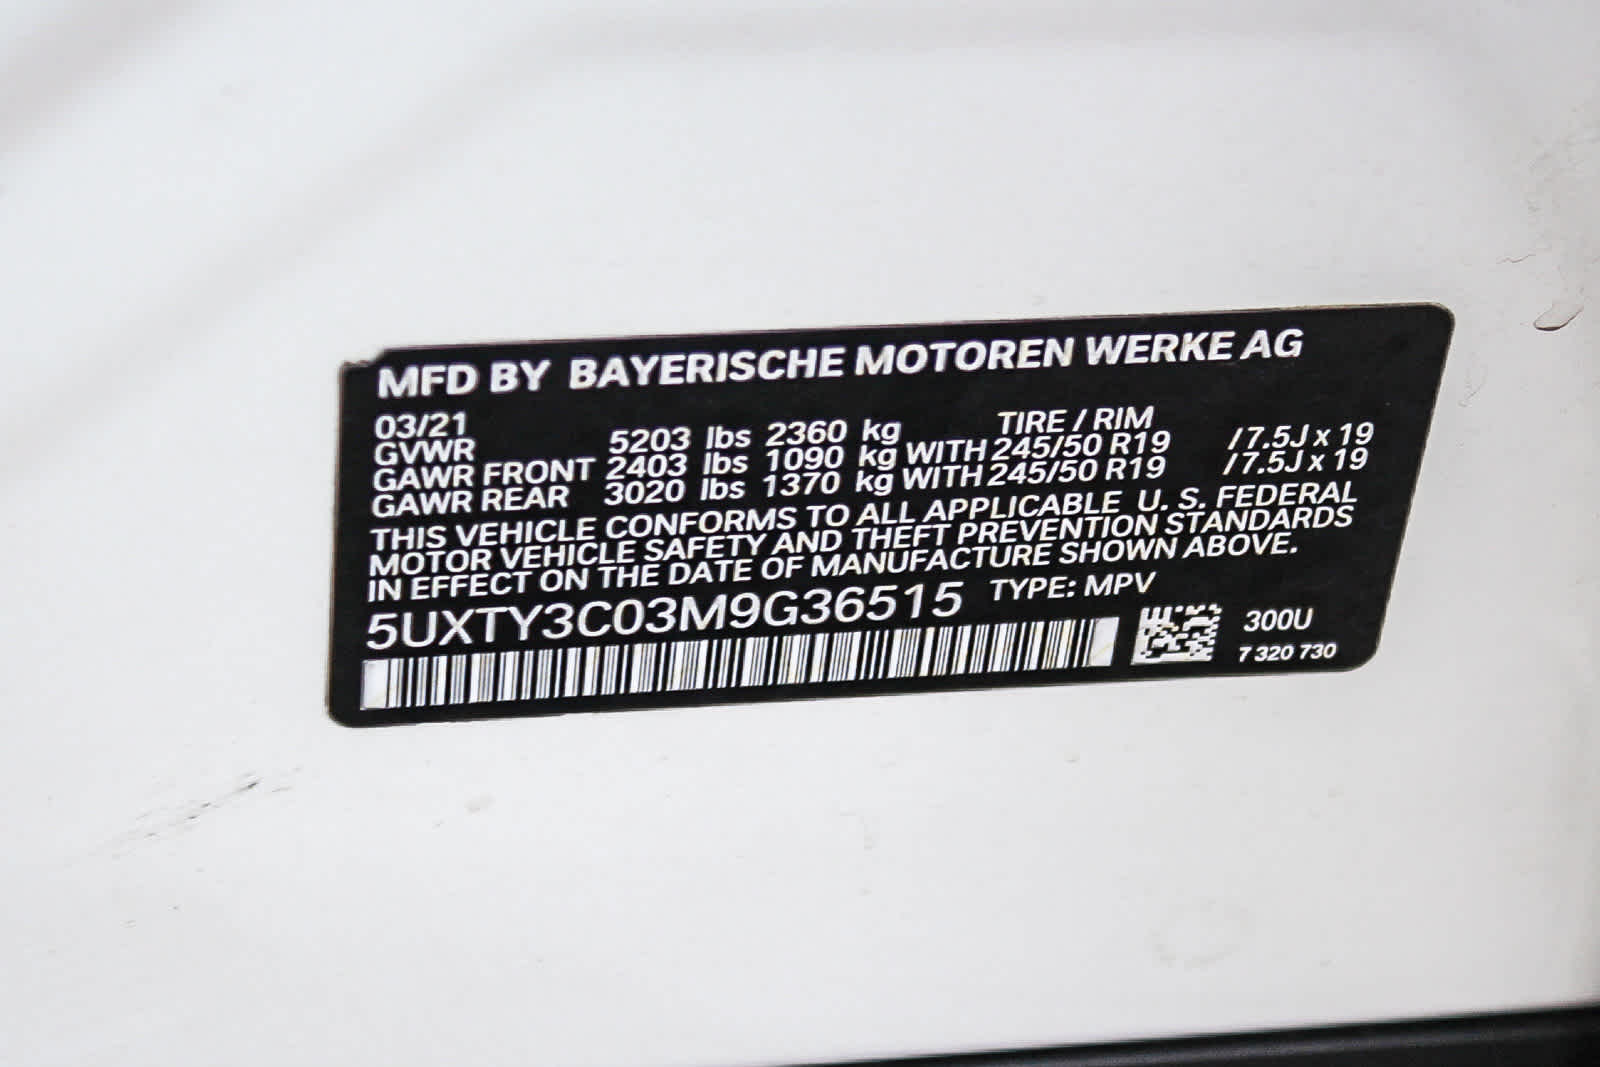 MFD BY BAYERISCHE MOTOREN WERKE AG
03/21 TIRE / RIM
GVWR 5203 lbs 2360 kg
GAWR FRONT 2403 lbs 1090 kg WITH 245/50 R19 / 7.5J x 19
GAWR REAR 3020 lbs 1370 kg WITH 245/50 R19 / 7.5J x 19
THIS VEHICLE CONFORMS TO ALL APPLICABLE U. S. FEDERAL
MOTOR VEHICLE SAFETY AND THEFT PREVENTION STANDARDS
IN EFFECT ON THE DATE OF MANUFACTURE SHOWN ABOVE.
5UXTY3C03M9G36515 TYPE: MPV
300U
7 320 730